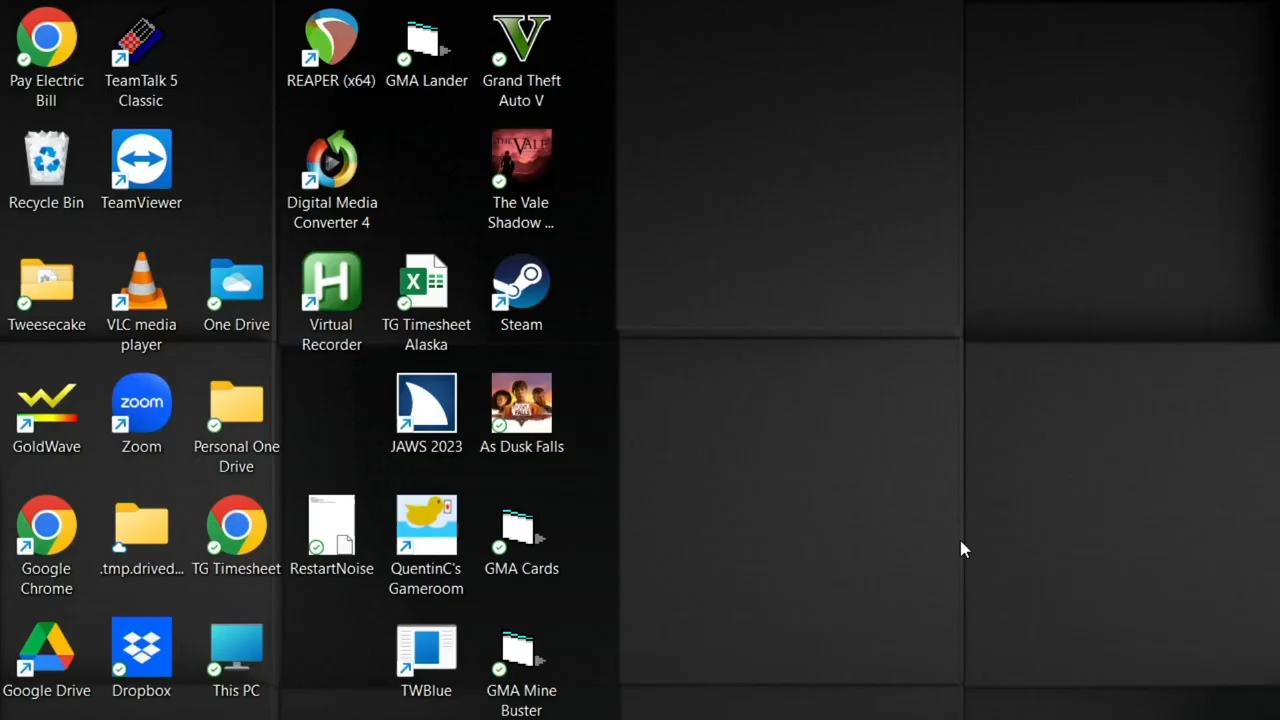 Pay Electric
Bill
TeamTalk 5
Classic
REAPER (x64)
GMA Lander
Grand Theft
Auto V
Recycle Bin
TeamViewer
Digital Media
Converter 4
THE VALE
The Vale
Shadow ...
Tweesecake
VLC media
player
One Drive
Virtual
Recorder
TG Timesheet
Alaska
Steam
GoldWave
zoom
Zoom
Personal One
Drive
JAWS 2023
As Dusk Falls
Google
Chrome
.tmp.drived...
TG Timesheet
RestartNoise
QuentinC's
Gameroom
GMA Cards
Google Drive
Dropbox
This PC
TWBlue
GMA Mine
Buster